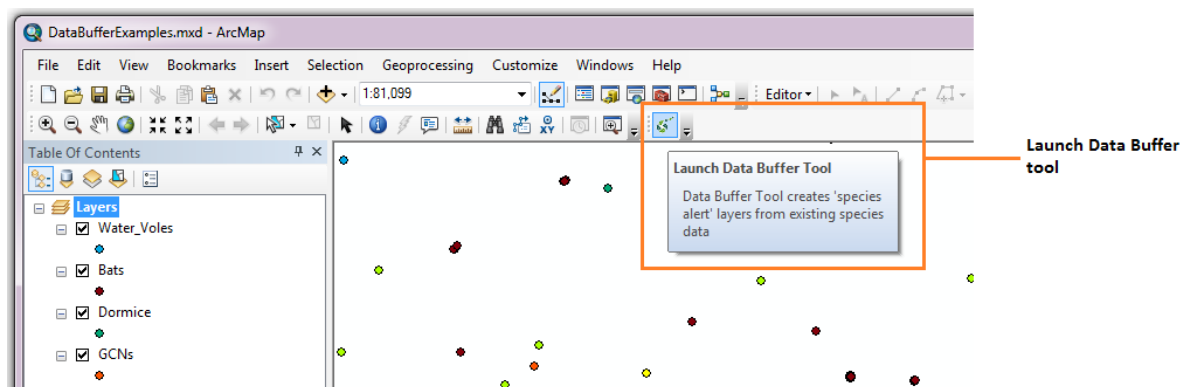 DataBufferExamples.mxd - ArcMap
File Edit View Bookmarks Insert Selection Geoprocessing Customize Windows Help
1:81,099
Editor
XY
Table Of Contents
Launch Data Buffer Tool
Data Buffer Tool creates 'species
alert' layers from existing species
data
Launch Data Buffer
tool
Layers
Water_Voles
Bats
Dormice
GCNs